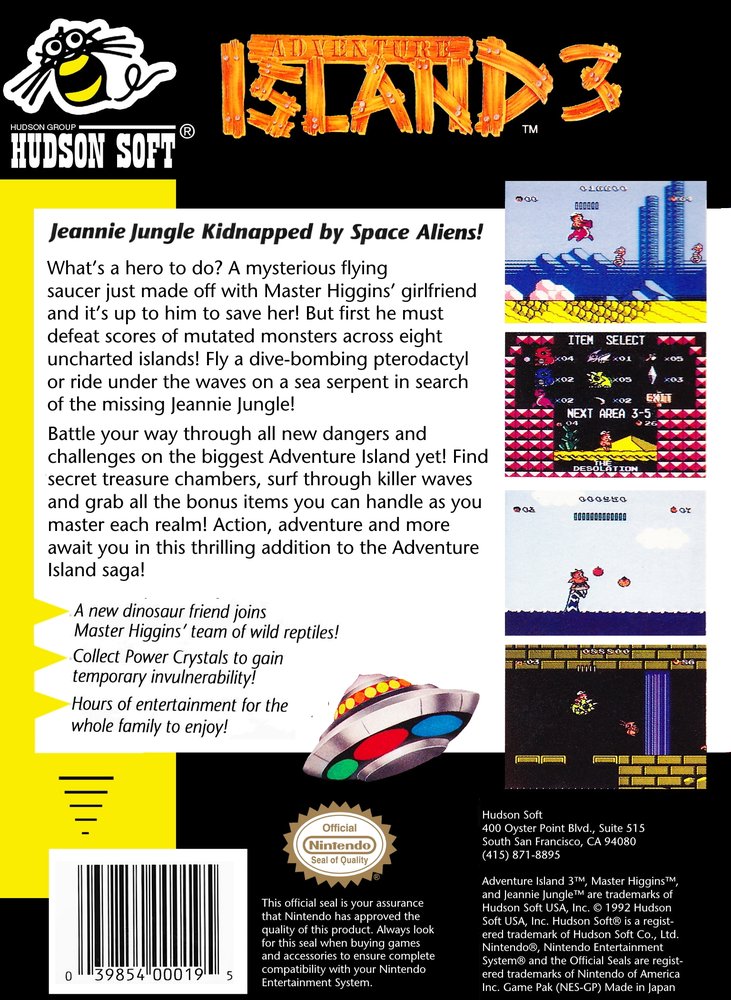 HUDSON GROUP
HUDSON SOFT®
ADVENTURE
ISLAND 3
TM
Jeannie Jungle Kidnapped by Space Aliens!
What's a hero to do? A mysterious flying
saucer just made off with Master Higgins' girlfriend
and it's up to him to save her! But first he must
defeat scores of mutated monsters across eight
uncharted islands! Fly a dive-bombing pterodactyl
or ride under the waves on a sea serpent in search
of the missing Jeannie Jungle!
Battle your way through all new dangers and
challenges on the biggest Adventure Island yet! Find
secret treasure chambers, surf through killer waves
and grab all the bonus items you can handle as you
master each realm! Action, adventure and more
await you in this thrilling addition to the Adventure
Island saga!
A new dinosaur friend joins
Master Higgins' team of wild reptiles!
Collect Power Crystals to gain
temporary invulnerability!
Hours of entertainment for the
whole family to enjoy!
ITEM SELECT
x04 x01 x05
x02 x05 x03
x02 x02 EXIT
NEXT AREA 3-5
04 26
THE
DESOLATION
Official
Nintendo
Seal of Quality
This official seal is your assurance
that Nintendo has approved the
quality of this product. Always look
for this seal when buying games
and accessories to ensure complete
compatibility with your Nintendo
Entertainment System.
0 39854 00019 5
Hudson Soft
400 Oyster Point Blvd., Suite 515
South San Francisco, CA 94080
(415) 871-8895
Adventure Island 3™, Master Higgins™,
and Jeannie Jungle™ are trademarks of
Hudson Soft USA, Inc. © 1992 Hudson
Soft USA, Inc. Hudson Soft® is a regist-
ered trademark of Hudson Soft Co., Ltd.
Nintendo®, Nintendo Entertainment
System® and the Official Seals are regist-
ered trademarks of Nintendo of America
Inc. Game Pak (NES-GP) Made in Japan